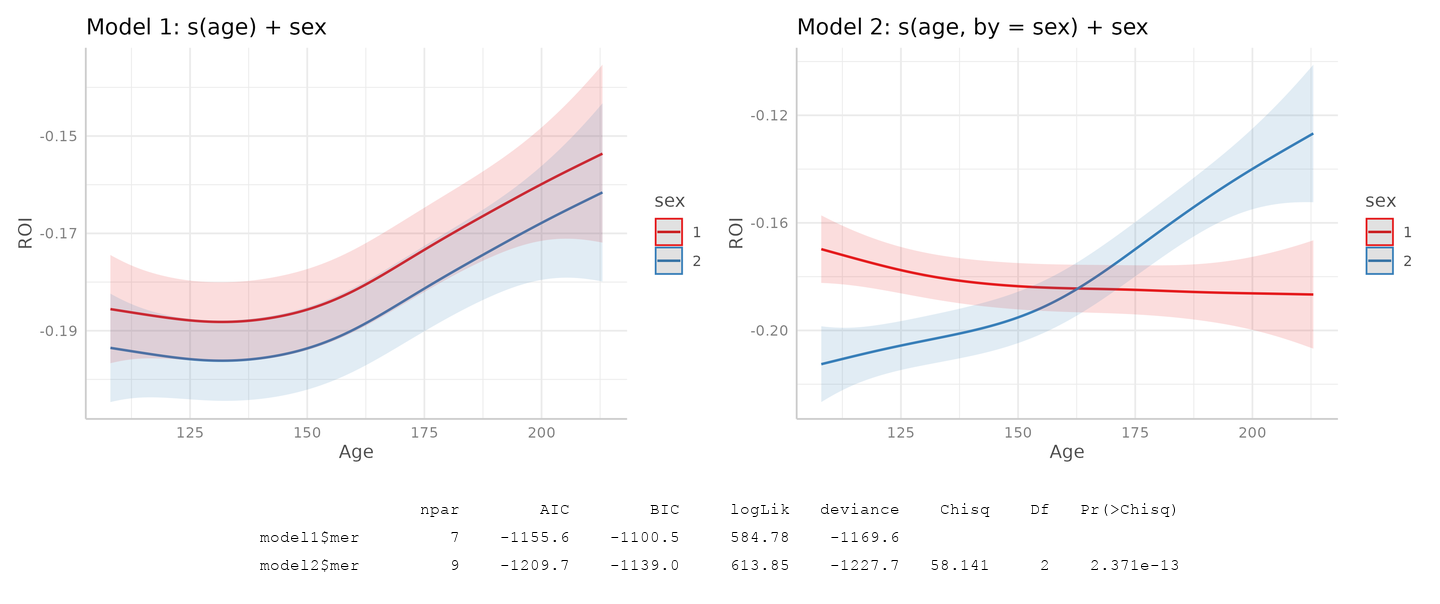 Model 1: s(age) + sex
-0.15
-0.17
-0.19
ROI
125 150 175 200
Age
sex
1
2
Model 2: s(age, by = sex) + sex
-0.12
-0.16
-0.20
ROI
125 150 175 200
Age
sex
1
2
npar AIC BIC logLik deviance Chisq Df Pr(>Chisq)
model1$mer 7 -1155.6 -1100.5 584.78 -1169.6
model2$mer 9 -1209.7 -1139.0 613.85 -1227.7 58.141 2 2.371e-13